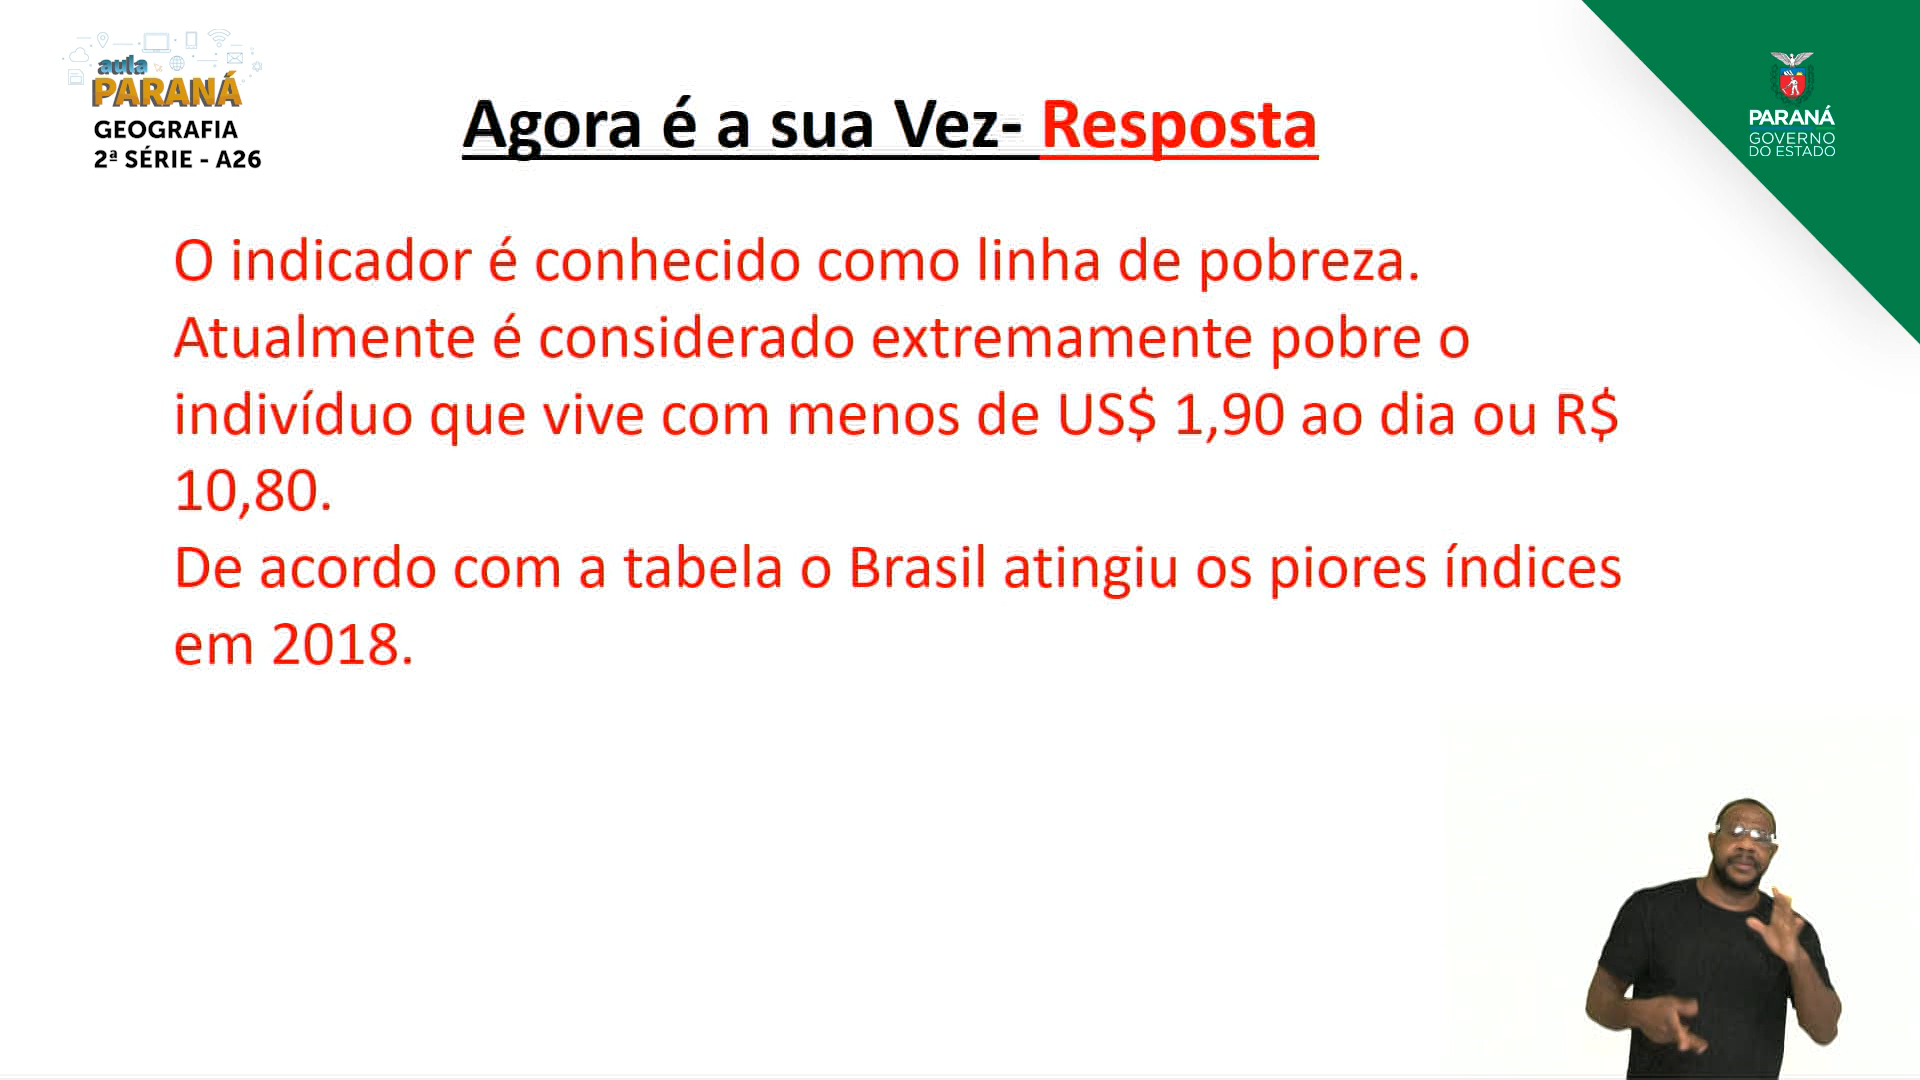 aula
PARANÁ
GEOGRAFIA
2ª SÉRIE - A26
Agora é a sua Vez- Resposta
PARANÁ
GOVERNO
DO ESTADO
O indicador é conhecido como linha de pobreza.
Atualmente é considerado extremamente pobre o
indivíduo que vive com menos de US$ 1,90 ao dia ou R$
10,80.
De acordo com a tabela o Brasil atingiu os piores índices
em 2018.